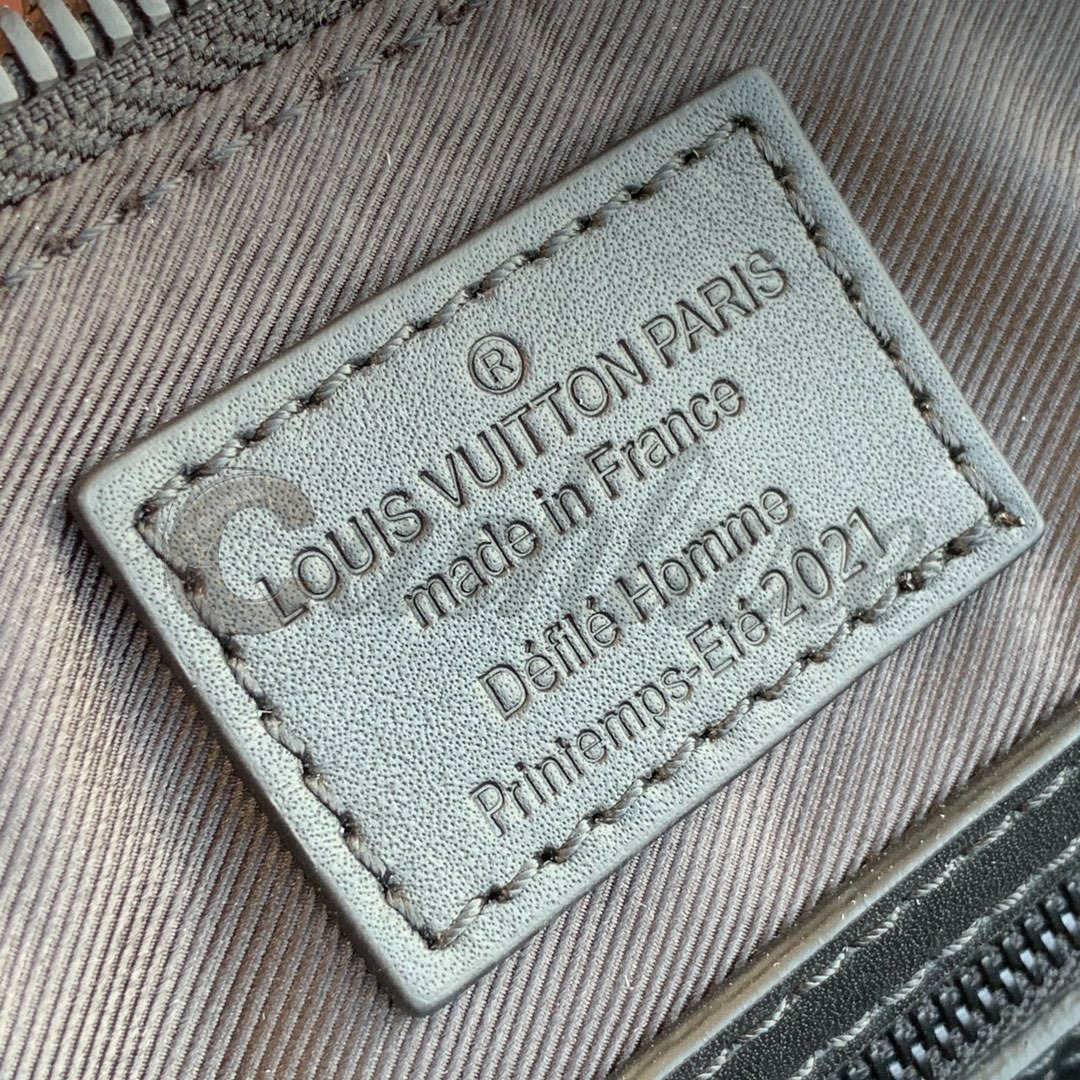 ®
LOUIS VUITTON PARIS
made in France
Défilé Homme
Printemps-Eté 2021